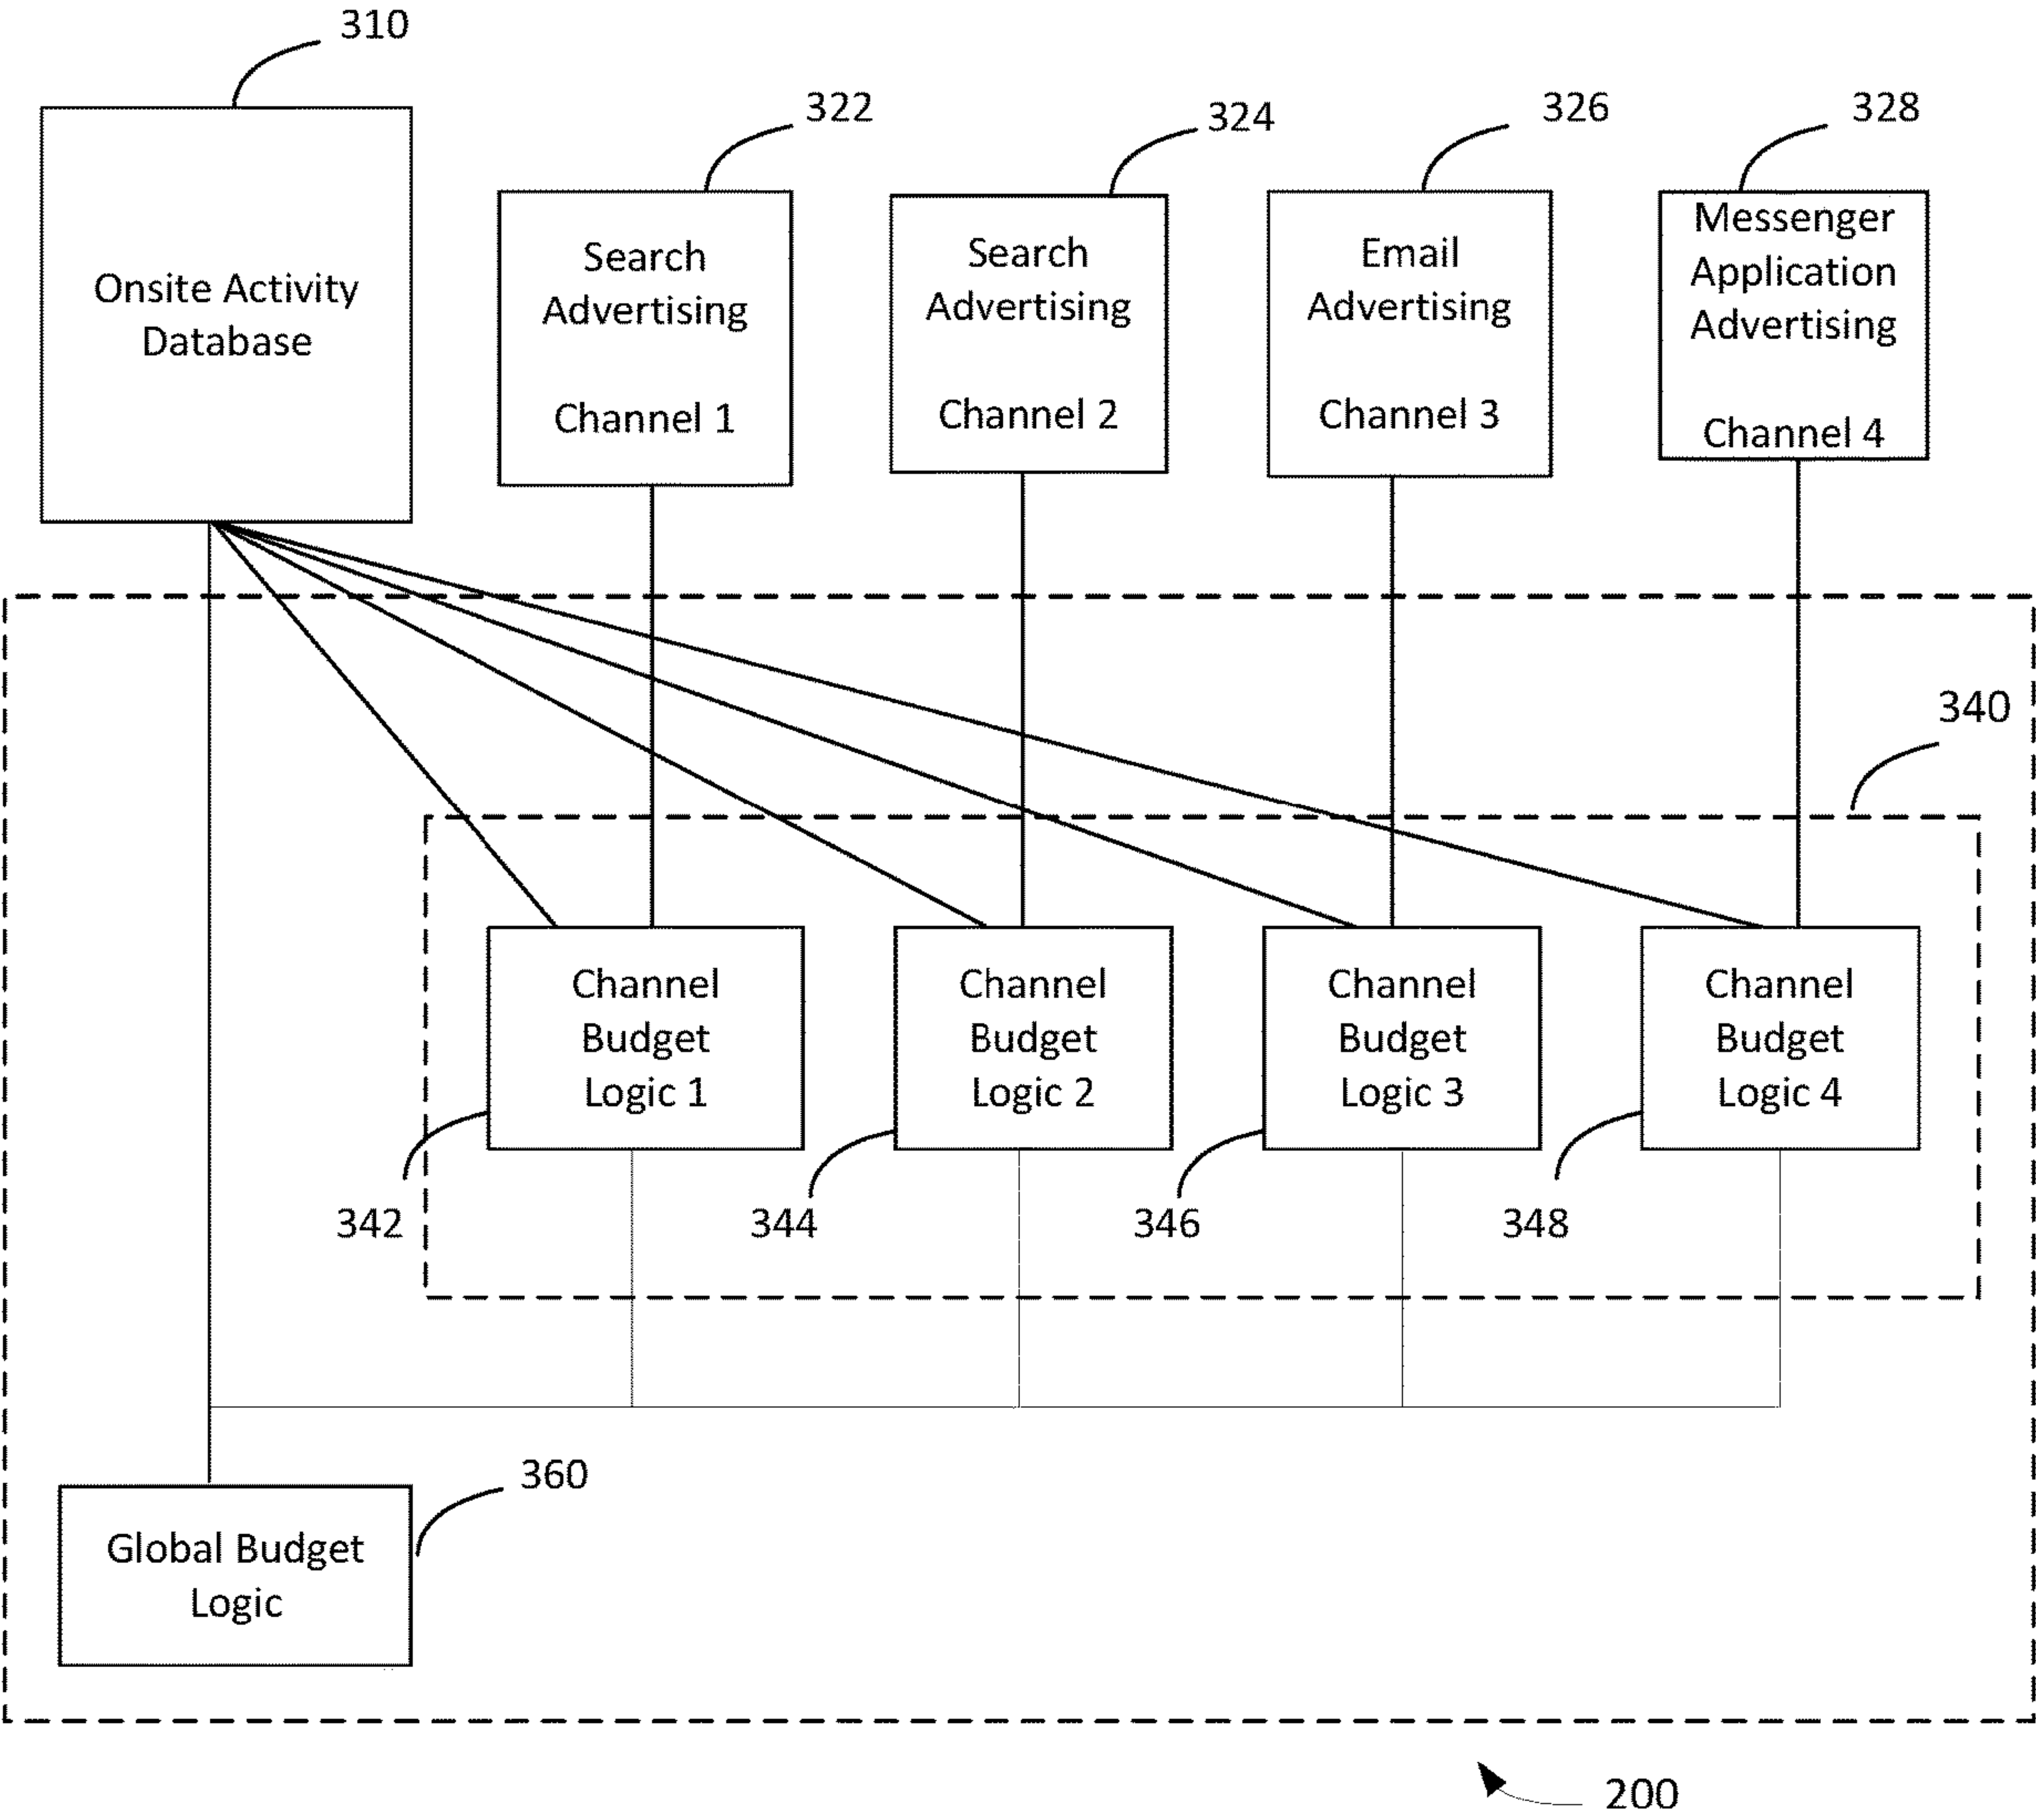 310
322
324
326
328
Onsite Activity
Database
Search
Advertising
Channel 1
Search
Advertising
Channel 2
Email
Advertising
Channel 3
Messenger
Application
Advertising
Channel 4
340
Channel
Budget
Logic 1
Channel
Budget
Logic 2
Channel
Budget
Logic 3
Channel
Budget
Logic 4
342
344
346
348
360
Global Budget
Logic
200